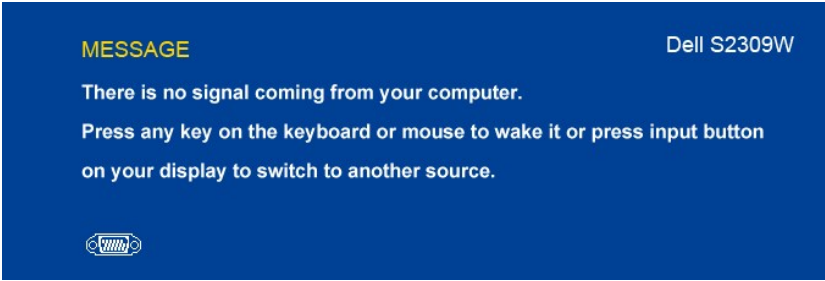 MESSAGE
Dell S2309W
There is no signal coming from your computer.
Press any key on the keyboard or mouse to wake it or press input button
on your display to switch to another source.